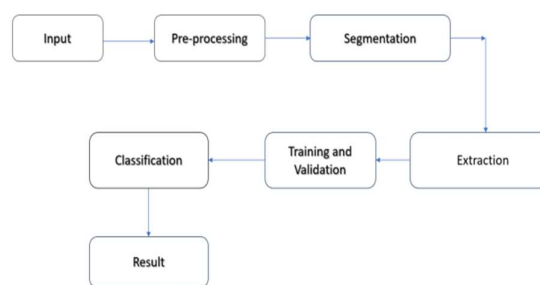 Input
Pre-processing
Segmentation
Extraction
Training and
Validation
Classification
Result